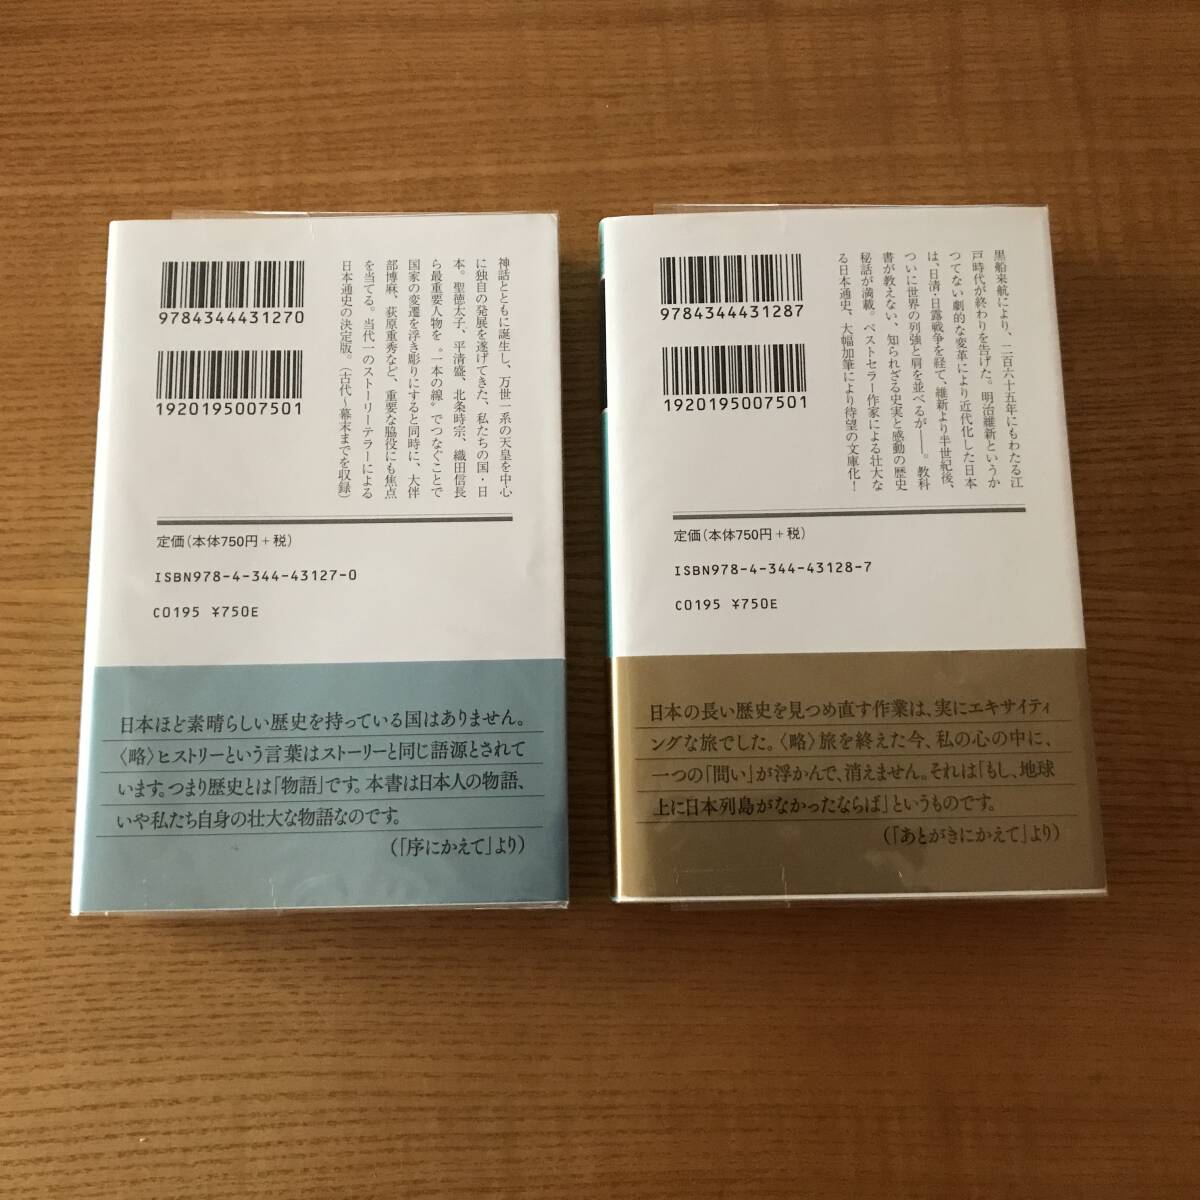 9784344431270
1920195007501
神話とともに誕生し、万世一系の天皇を中心
に独自の発展を遂げてきた、私たちの国・日
本。聖徳太子、平清盛、北条時宗、織田信長
ら最重要人物を〝一本の線〟でつなぐことで
国家の変遷を浮き彫りにすると同時に、大伴
部博麻、荻原重秀など、重要な脇役にも焦点
を当てる。当代一のストーリーテラーによる
日本通史の決定版。(古代〜幕末までを収録)
定価(本体750円+税)
ISBN978-4-344-43127-0
C0195 ¥750E
日本ほど素晴らしい歴史を持っている国はありません。
〈略〉ヒストリーという言葉はストーリーと同じ語源とされて
います。つまり歴史とは「物語」です。本書は日本人の物語、
いや私たち自身の壮大な物語なのです。
(「序にかえて」より)
9784344431287
1920195007501
黒船来航により、二百六十五年にもわたる江
戸時代が終わりを告げた。明治維新というか
つてない劇的な変革により近代化した日本
は、日清・日露戦争を経て、維新より半世紀後、
ついに世界の列強と肩を並べるが――。教科
書が教えない、知られざる史実と感動の歴史
秘話が満載。ベストセラー作家による壮大な
る日本通史、大幅加筆により待望の文庫化!
定価(本体750円+税)
ISBN978-4-344-43128-7
C0195 ¥750E
日本の長い歴史を見つめ直す作業は、実にエキサイティ
ングな旅でした。〈略〉旅を終えた今、私の心の中に、
一つの「問い」が浮かんで、消えません。それは「もし、地球
上に日本列島がなかったならば」というものです。
(「あとがきにかえて」より)